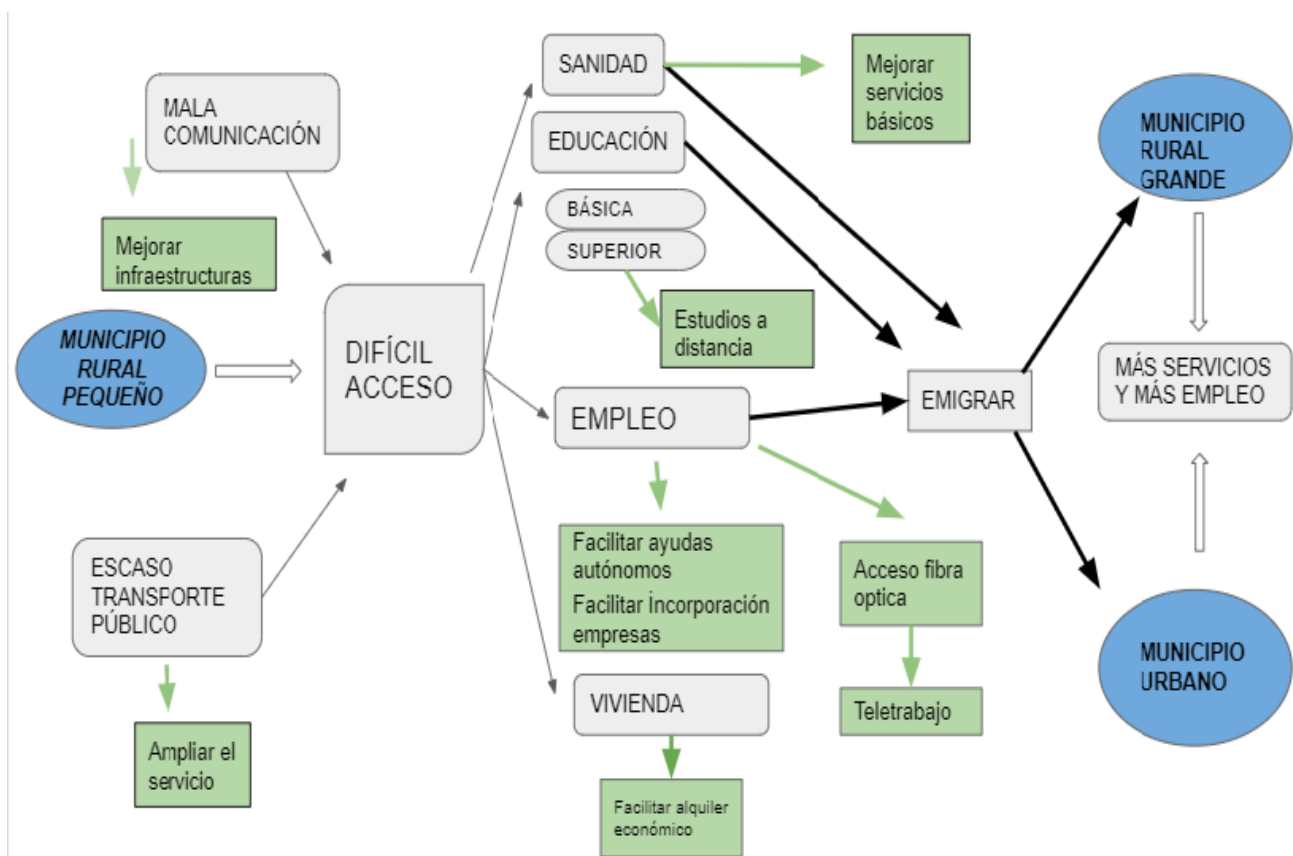 MALA
COMUNICACIÓN
Mejorar
infraestructuras
MUNICIPIO
RURAL
PEQUEÑO
DIFÍCIL
ACCESO
ESCASO
TRANSPORTE
PÚBLICO
Ampliar el
servicio
SANIDAD
Mejorar
servicios
básicos
EDUCACIÓN
BÁSICA
SUPERIOR
Estudios a
distancia
EMPLEO
Facilitar ayudas
autónomos
Facilitar Incorporación
empresas
Acceso fibra
optica
Teletrabajo
VIVIENDA
Facilitar alquiler
económico
EMIGRAR
MUNICIPIO
RURAL
GRANDE
MÁS SERVICIOS
Y MÁS EMPLEO
MUNICIPIO
URBANO